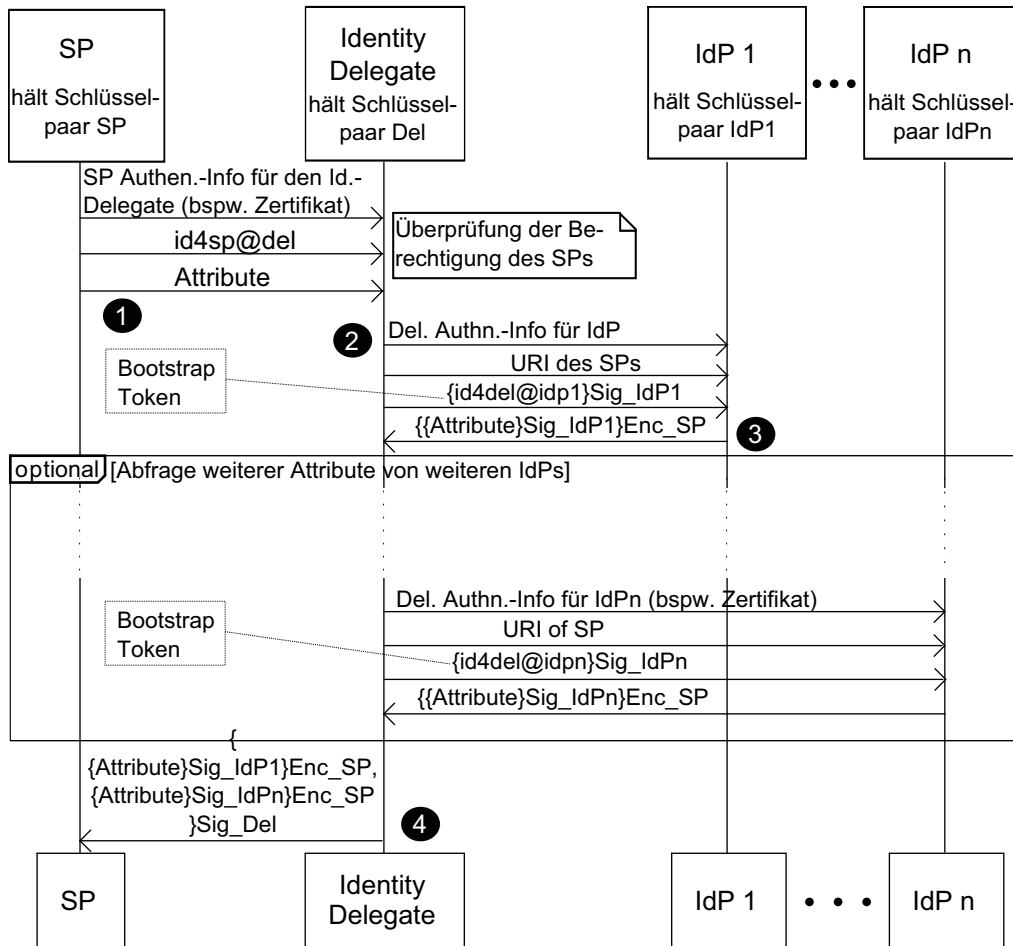 SP
hält Schlüssel-
paar SP
Identity
Delegate
hält Schlüssel-
paar Del
IdP 1
hält Schlüssel-
paar IdP1
IdP n
hält Schlüssel-
paar IdPn
SP Authen.-Info für den Id.-
Delegate (bspw. Zertifikat)
id4sp@del
Attribute
Überprüfung der Be-
rechtigung des SPs
1
2
Del. Authn.-Info für IdP
URI des SPs
Bootstrap
Token
{id4del@idp1}Sig_IdP1
{{Attribute}Sig_IdP1}Enc_SP
3
optional
[Abfrage weiterer Attribute von weiteren IdPs]
Del. Authn.-Info für IdPn (bspw. Zertifikat)
URI of SP
Bootstrap
Token
{id4del@idpn}Sig_IdPn
{{Attribute}Sig_IdPn}Enc_SP
{
{Attribute}Sig_IdP1}Enc_SP,
{Attribute}Sig_IdPn}Enc_SP
}Sig_Del
4
SP
Identity
Delegate
IdP 1
IdP n